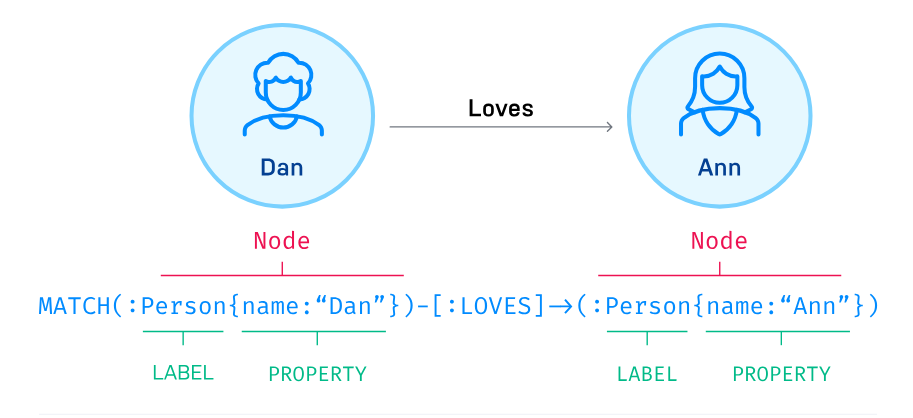 Loves
Dan Ann
Node Node
MATCH(:Person{name:“Dan”})-[:LOVES]->(:Person{name:“Ann”})
LABEL PROPERTY LABEL PROPERTY